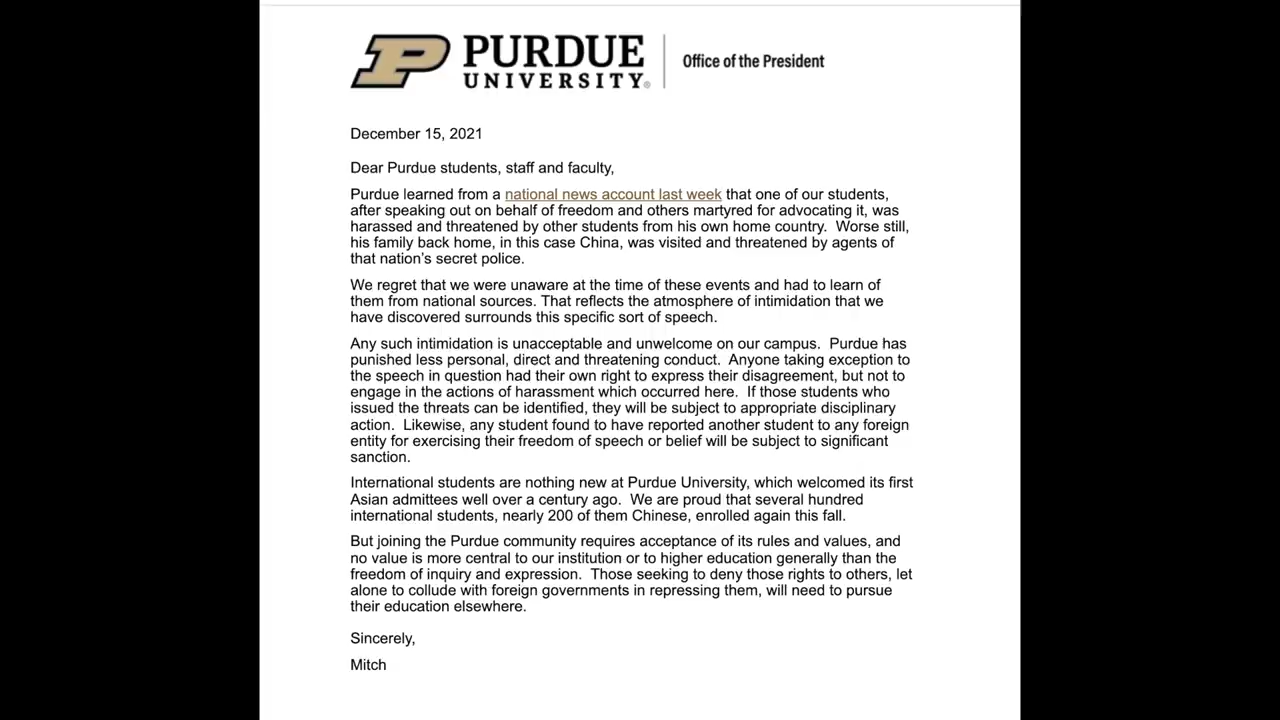 PURDUE
UNIVERSITY®
Office of the President
December 15, 2021
Dear Purdue students, staff and faculty,
Purdue learned from a national news account last week that one of our students,
after speaking out on behalf of freedom and others martyred for advocating it, was
harassed and threatened by other students from his own home country.  Worse still,
his family back home, in this case China, was visited and threatened by agents of
that nation's secret police.
We regret that we were unaware at the time of these events and had to learn of
them from national sources. That reflects the atmosphere of intimidation that we
have discovered surrounds this specific sort of speech.
Any such intimidation is unacceptable and unwelcome on our campus.  Purdue has
punished less personal, direct and threatening conduct.  Anyone taking exception to
the speech in question had their own right to express their disagreement, but not to
engage in the actions of harassment which occurred here.  If those students who
issued the threats can be identified, they will be subject to appropriate disciplinary
action.  Likewise, any student found to have reported another student to any foreign
entity for exercising their freedom of speech or belief will be subject to significant
sanction.
International students are nothing new at Purdue University, which welcomed its first
Asian admittees well over a century ago.  We are proud that several hundred
international students, nearly 200 of them Chinese, enrolled again this fall.
But joining the Purdue community requires acceptance of its rules and values, and
no value is more central to our institution or to higher education generally than the
freedom of inquiry and expression.  Those seeking to deny those rights to others, let
alone to collude with foreign governments in repressing them, will need to pursue
their education elsewhere.
Sincerely,
Mitch